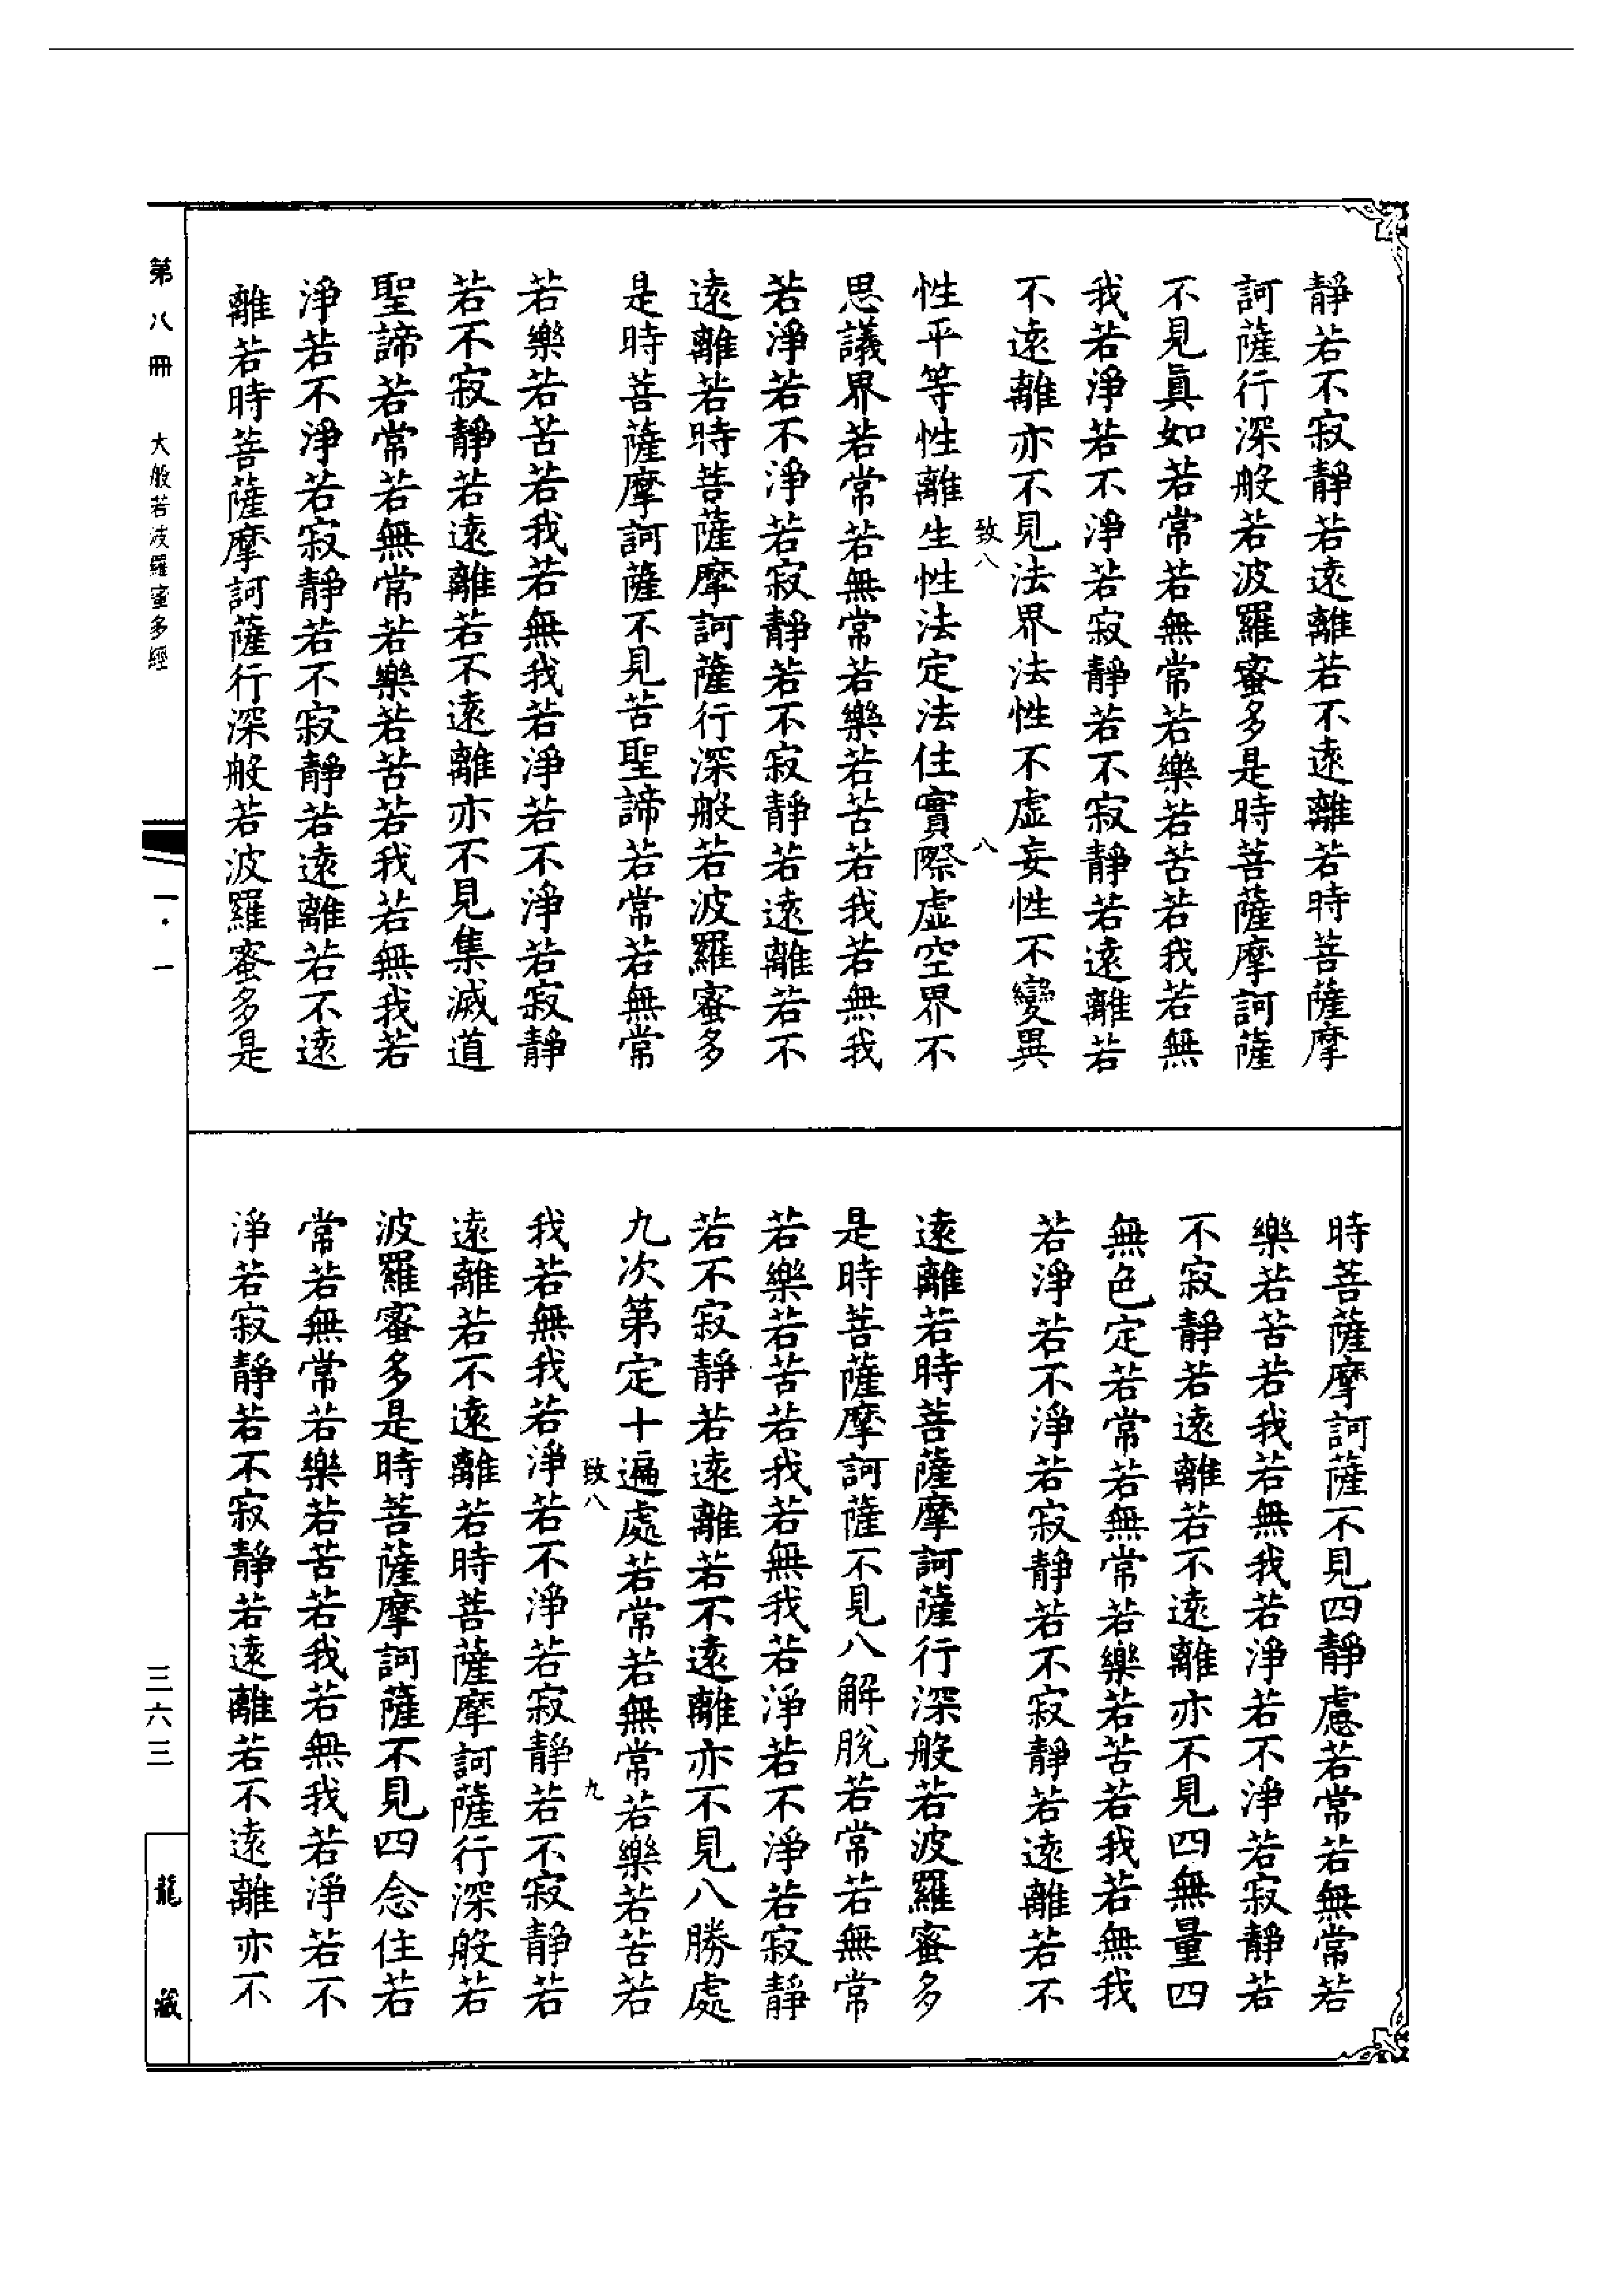 靜若不寂靜若遠離若不遠離若時菩薩摩
訶薩行深般若波羅蜜多是時菩薩摩訶薩
不見眞如若常若無常若樂若苦若我若無
我若淨若不淨若寂靜若不寂靜若遠離若
不遠離亦不見法界法性不虛妄性不變異
致八 八
性平等性離生性法定法住實際虛空界不
思議界若常若無常若樂若苦若我若無我
若淨若不淨若寂靜若不寂靜若遠離若不
遠離若時菩薩摩訶薩行深般若波羅蜜多
是時菩薩摩訶薩不見苦聖諦若常若無常
若樂若苦若我若無我若淨若不淨若寂靜
若不寂靜若遠離若不遠離亦不見集滅道
聖諦若常若無常若樂若苦若我若無我若
淨若不淨若寂靜若不寂靜若遠離若不遠
離若時菩薩摩訶薩行深般若波羅蜜多是
時菩薩摩訶薩不見四靜慮若常若無常若
樂若苦若我若無我若淨若不淨若寂靜若
不寂靜若遠離若不遠離亦不見四無量四
無色定若常若無常若樂若苦若我若無我
若淨若不淨若寂靜若不寂靜若遠離若不
遠離若時菩薩摩訶薩行深般若波羅蜜多
是時菩薩摩訶薩不見八解脫若常若無常
若樂若苦若我若無我若淨若不淨若寂靜
若不寂靜若遠離若不遠離亦不見八勝處
九次第定十遍處若常若無常若樂若苦若
致八 九
我若無我若淨若不淨若寂靜若不寂靜若
遠離若不遠離若時菩薩摩訶薩行深般若
波羅蜜多是時菩薩摩訶薩不見四念住若
常若無常若樂若苦若我若無我若淨若不
淨若寂靜若不寂靜若遠離若不遠離亦不
第八冊 大般若波羅蜜多經
一·一
三六三
龍藏